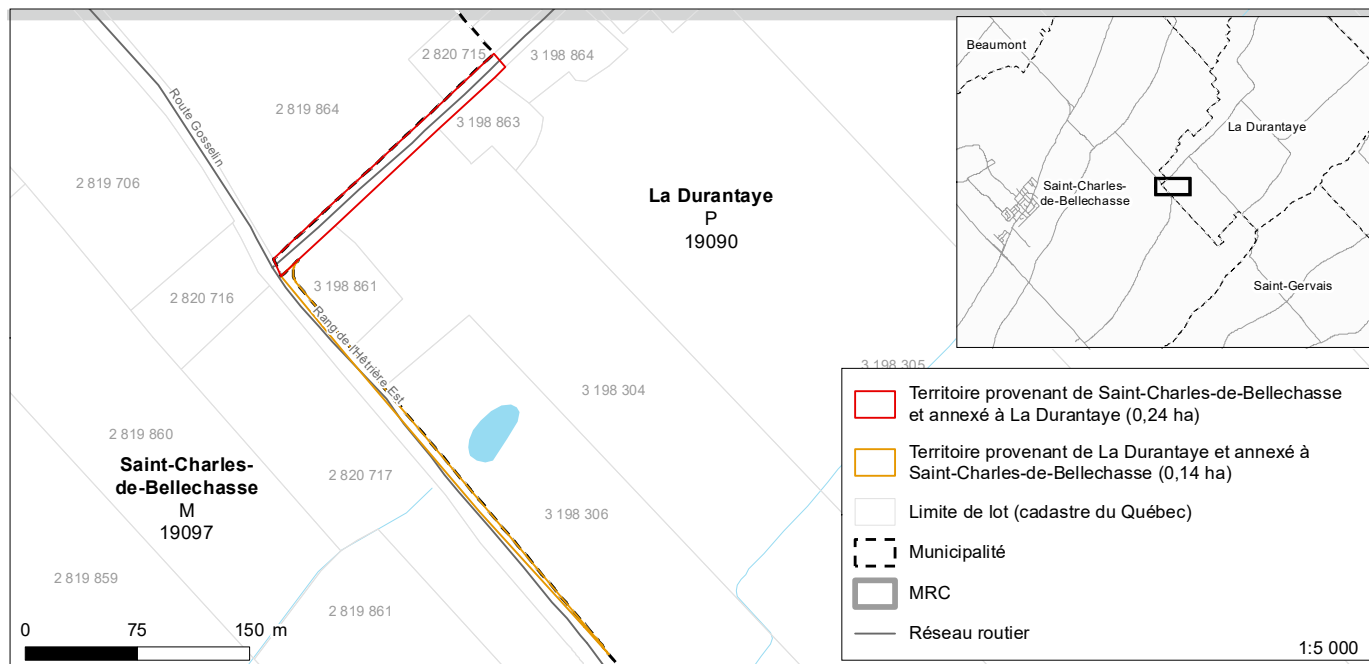 2 820 715
3 198 864
2 819 864
3 198 863
Route Gosselin
2 819 706
La Durantaye
P
19090
3 198 861
2 820 716
Rang de l'Hêtrière Est
3 198 305
3 198 304
2 819 860
Saint-Charles-
de-Bellechasse
M
19097
2 820 717
3 198 306
2 819 859
2 819 861
0 75 150 m
Beaumont
La Durantaye
Saint-Charles-
de-Bellechasse
Saint-Gervais
Territoire provenant de Saint-Charles-de-Bellechasse
et annexé à La Durantaye (0,24 ha)
Territoire provenant de La Durantaye et annexé à
Saint-Charles-de-Bellechasse (0,14 ha)
Limite de lot (cadastre du Québec)
Municipalité
MRC
Réseau routier
1:5 000